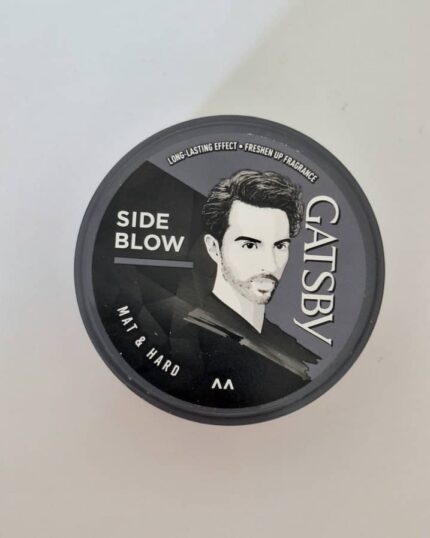 LONG-LASTING EFFECT • FRESHEN UP FRAGRANCE
GATSBY
SIDE
BLOW
MAT & HARD